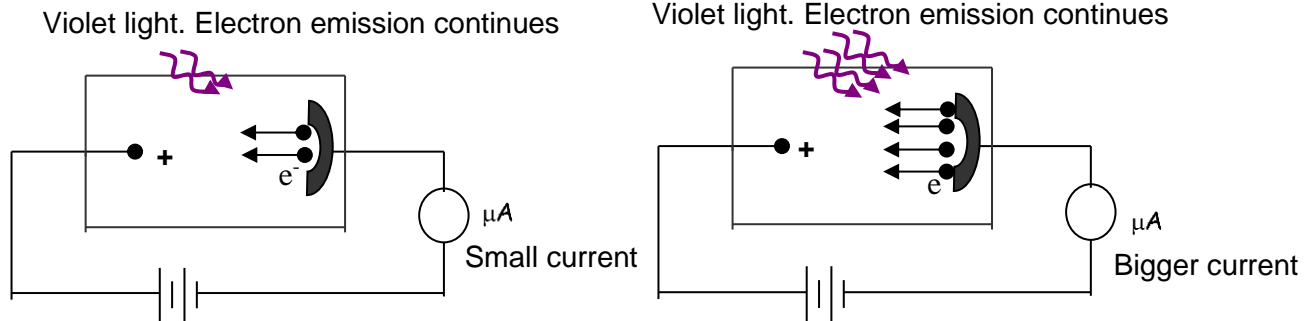 Violet light. Electron emission continues
+
e-
μA
Small current
Violet light. Electron emission continues
+
e
μA
Bigger current